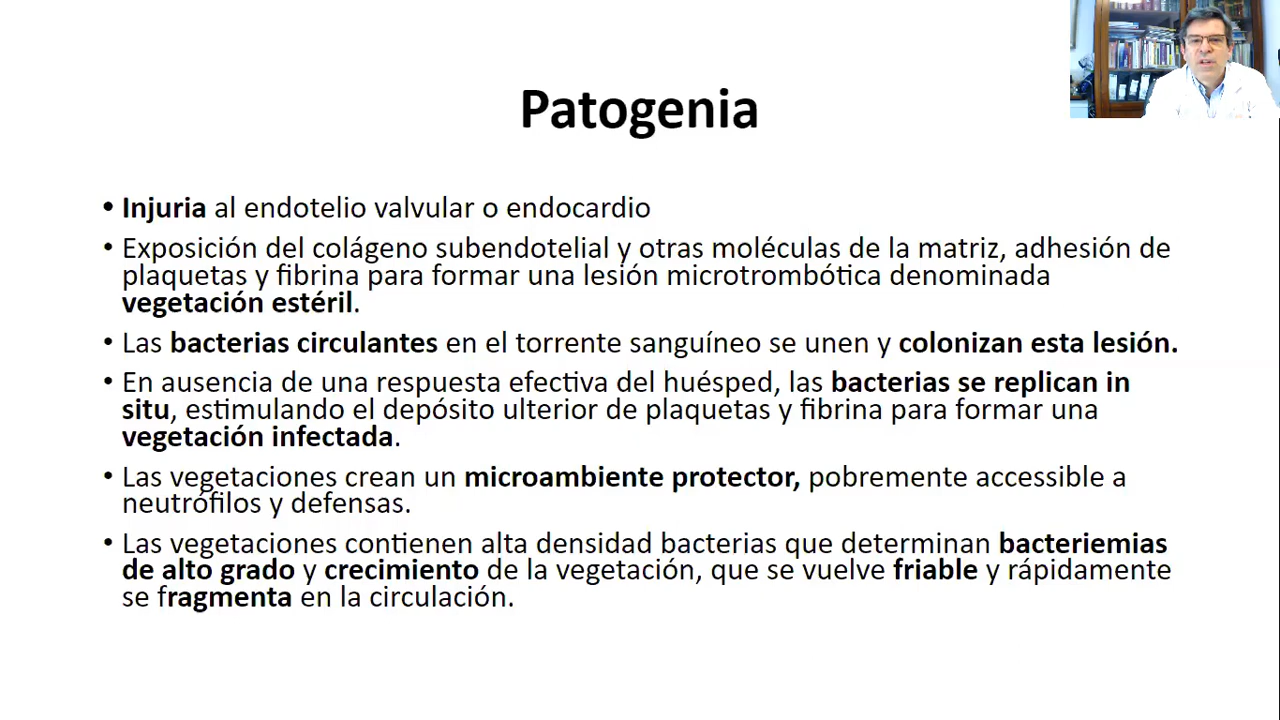 Patogenia
• Injuria al endotelio valvular o endocardio
• Exposición del colágeno subendotelial y otras moléculas de la matriz, adhesión de
plaquetas y fibrina para formar una lesión microtrombótica denominada
vegetación estéril.
• Las bacterias circulantes en el torrente sanguíneo se unen y colonizan esta lesión.
• En ausencia de una respuesta efectiva del huésped, las bacterias se replican in
situ, estimulando el depósito ulterior de plaquetas y fibrina para formar una
vegetación infectada.
• Las vegetaciones crean un microambiente protector, pobremente accessible a
neutrófilos y defensas.
• Las vegetaciones contienen alta densidad bacterias que determinan bacteriemias
de alto grado y crecimiento de la vegetación, que se vuelve friable y rápidamente
se fragmenta en la circulación.